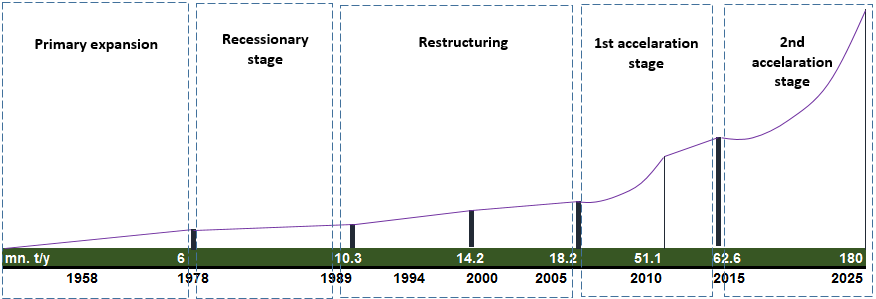 Primary expansion
Recessionary
stage
Restructuring
1st accelaration
stage
2nd
accelaration
stage
mn. t/y 6 10.3 14.2 18.2 51.1 62.6 180
1958 1978 1989 1994 2000 2005 2010 2015 2025